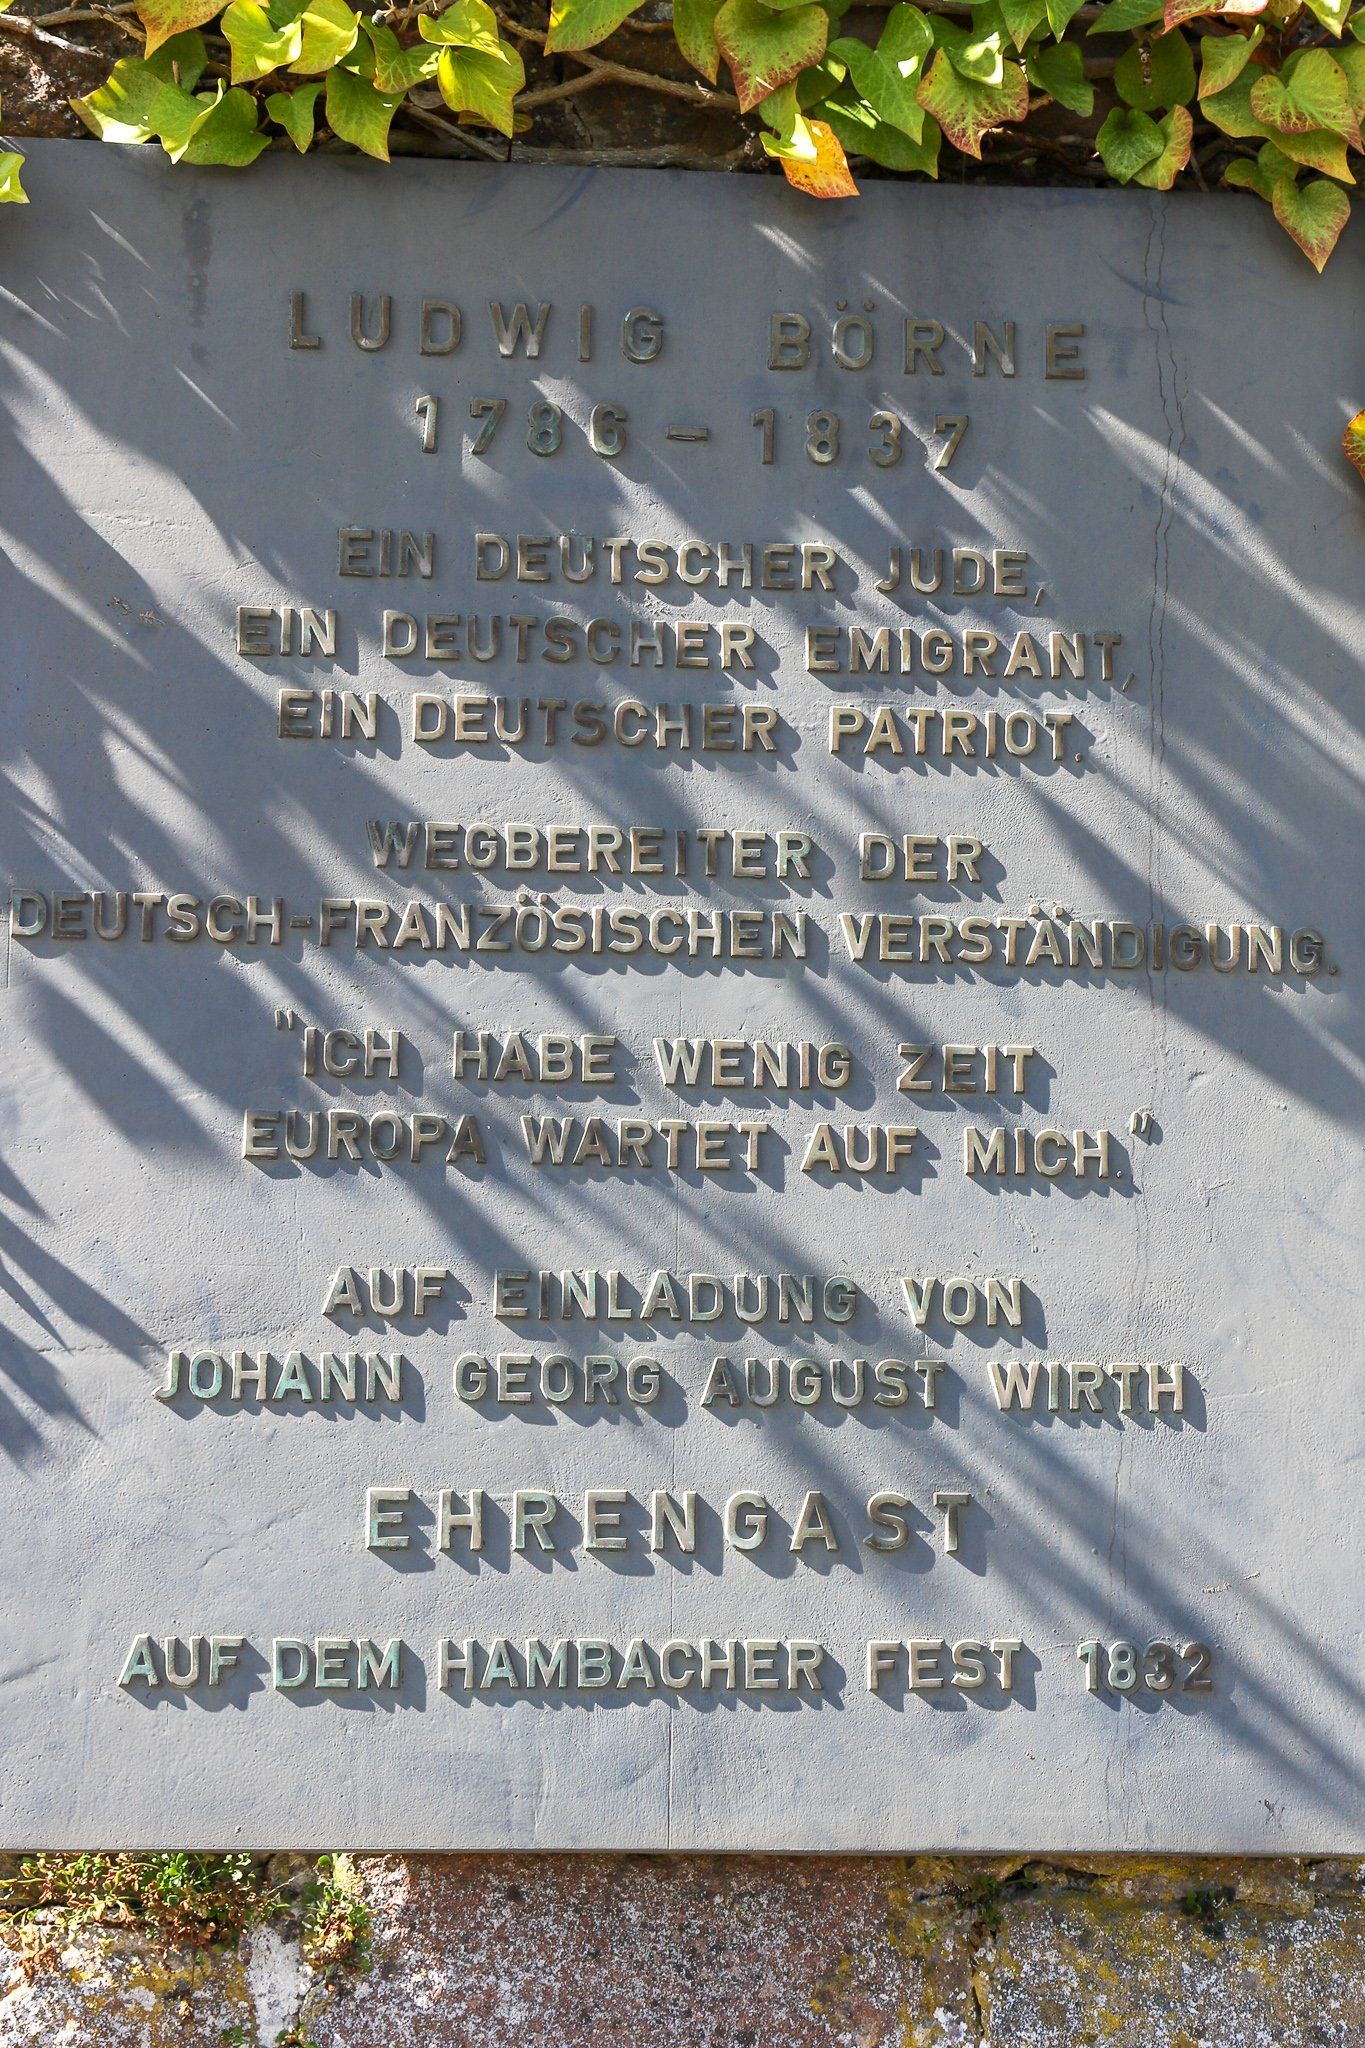 LUDWIG BÖRNE
1786 – 1837
EIN DEUTSCHER JUDE,
EIN DEUTSCHER EMIGRANT,
EIN DEUTSCHER PATRIOT.
WEGBEREITER DER
DEUTSCH-FRANZÖSISCHEN VERSTÄNDIGUNG.
"ICH HABE WENIG ZEIT
EUROPA WARTET AUF MICH."
AUF EINLADUNG VON
JOHANN GEORG AUGUST WIRTH
EHRENGAST
AUF DEM HAMBACHER FEST 1832